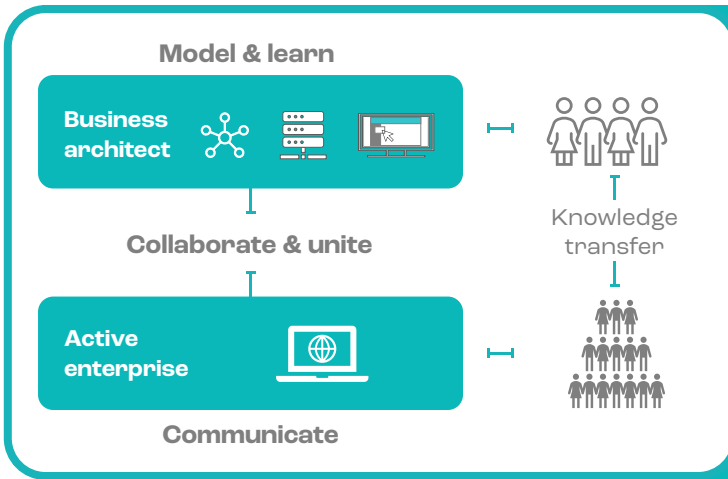 Model & learn
Business
architect
Collaborate & unite
Knowledge
transfer
Active
enterprise
Communicate